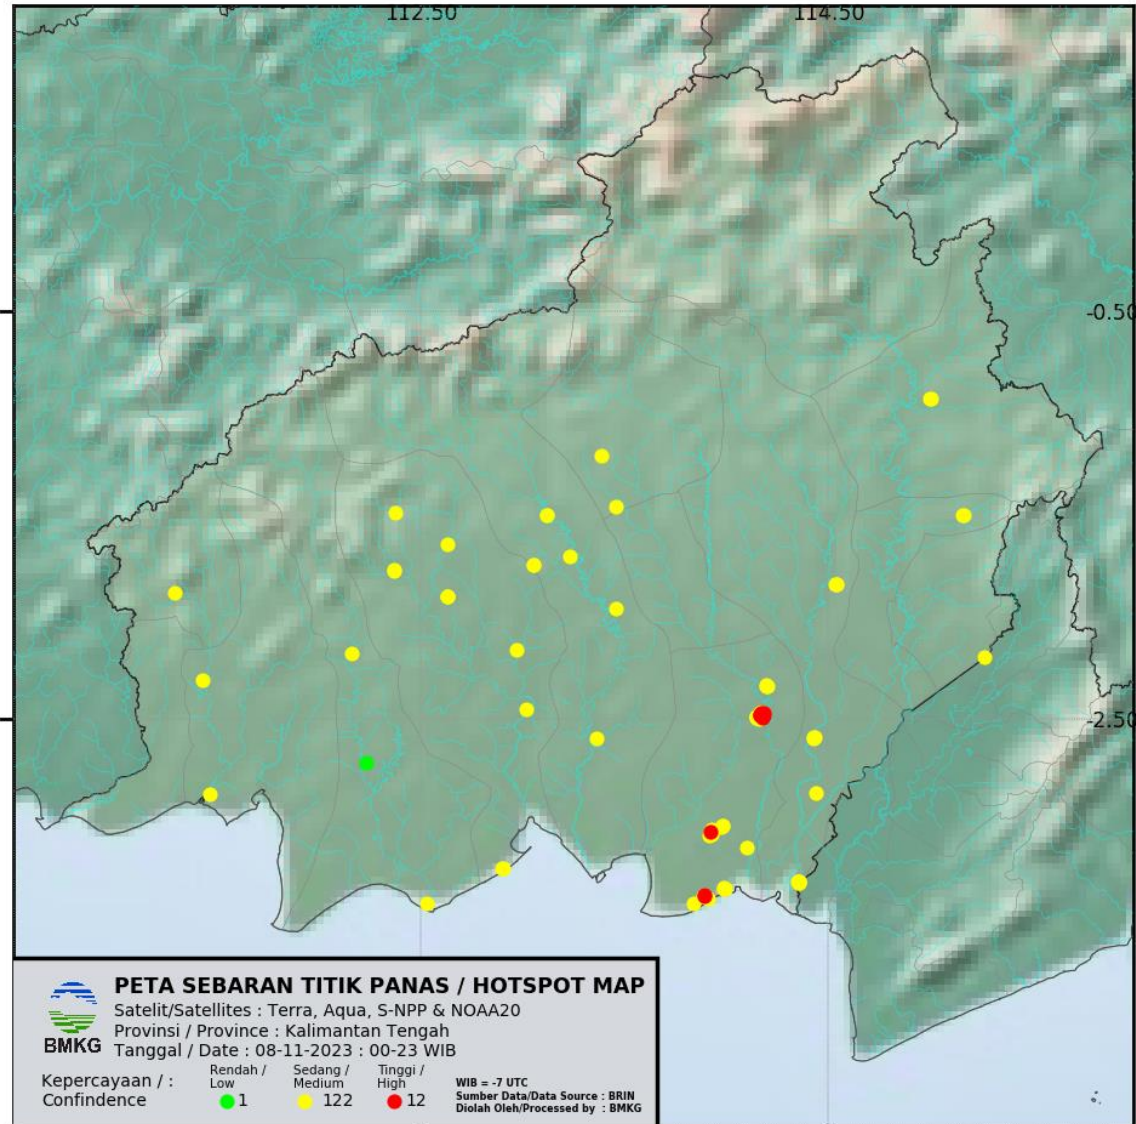 112.50
114.50
-0.50
-2.50
PETA SEBARAN TITIK PANAS / HOTSPOT MAP
Satelit/Satellites : Terra, Aqua, S-NPP & NOAA20
Provinsi / Province : Kalimantan Tengah
Tanggal / Date : 08-11-2023 : 00-23 WIB
BMKG
Kepercayaan / :
Confindence
Rendah /
Low
1
Sedang /
Medium
122
Tinggi /
High
12
WIB = -7 UTC
Sumber Data/Data Source : BRIN
Diolah Oleh/Processed by : BMKG